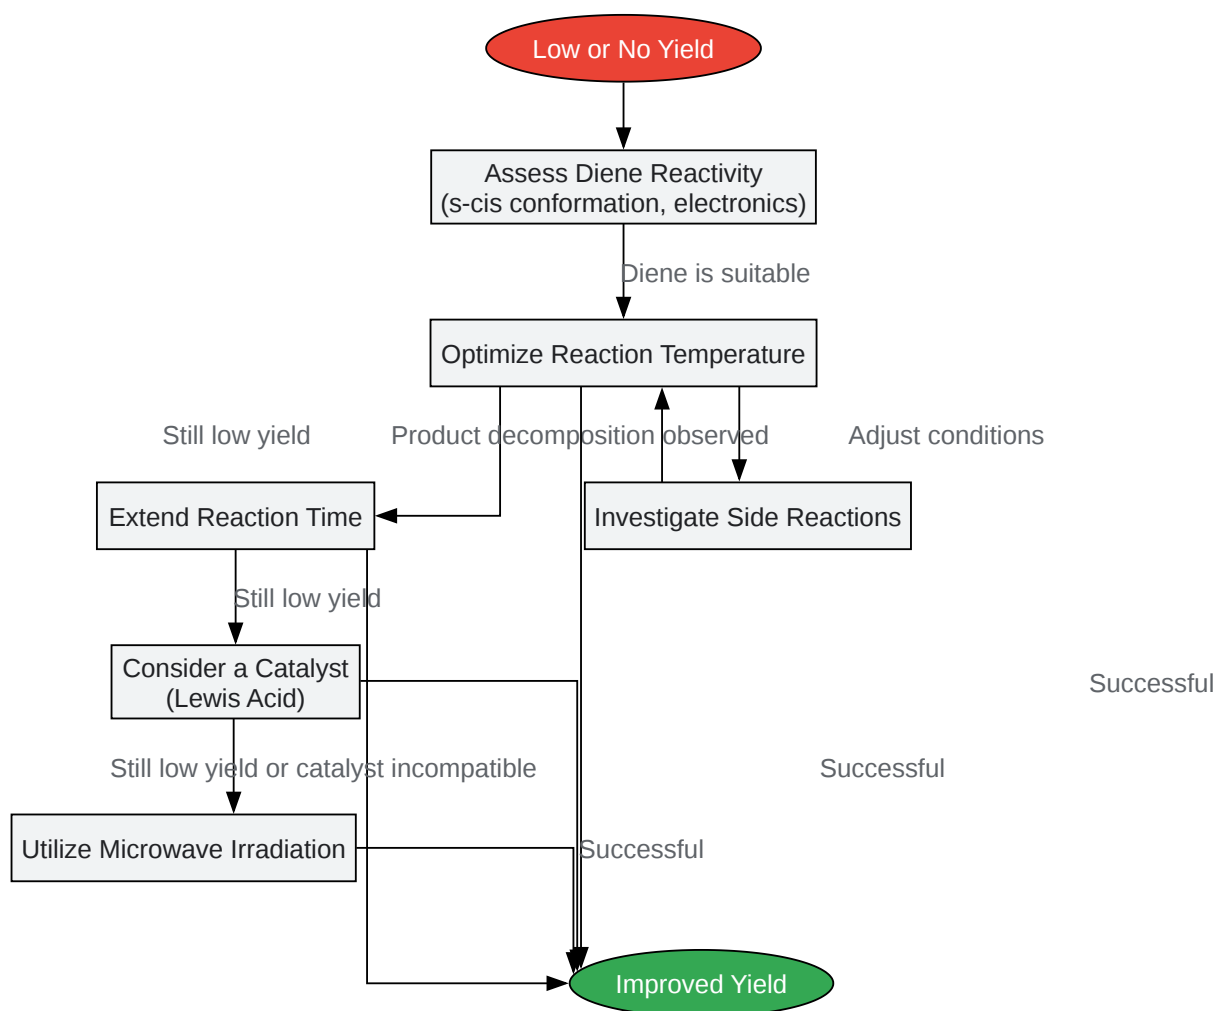 Low or No Yield
Assess Diene Reactivity
(s-cis conformation, electronics)
Diene is suitable
Optimize Reaction Temperature
Still low yield
Product decomposition observed
Adjust conditions
Extend Reaction Time
Investigate Side Reactions
Still low yield
Consider a Catalyst
(Lewis Acid)
Successful
Still low yield or catalyst incompatible
Successful
Utilize Microwave Irradiation
Successful
Improved Yield